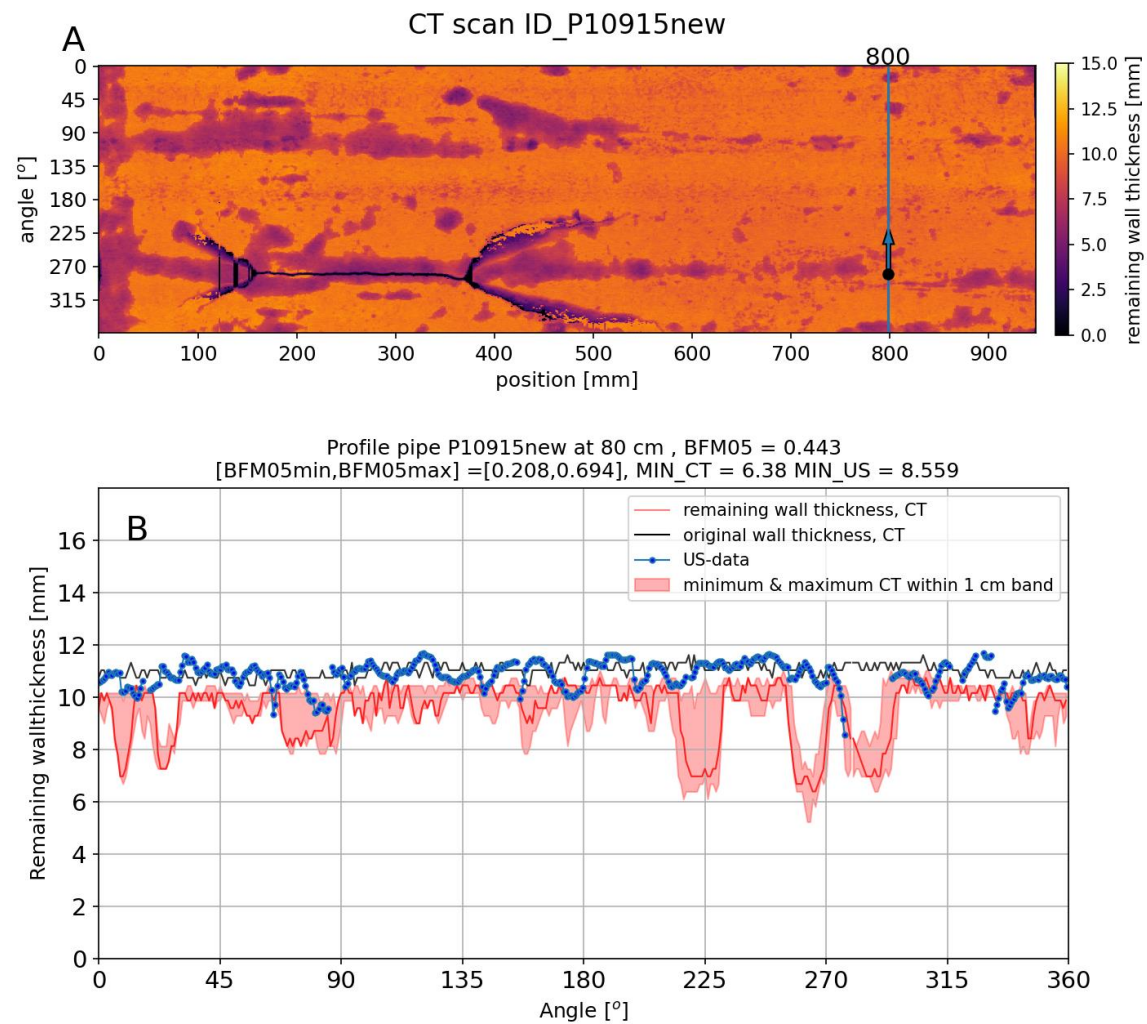 CT scan ID_P10915new
A
800
0
45
90
135
180
225
270
315
angle [°]
0 100 200 300 400 500 600 700 800 900
position [mm]
15.0
12.5
10.0
7.5
5.0
2.5
0.0
remaining wall thickness [mm]
Profile pipe P10915new at 80 cm , BFM05 = 0.443
[BFM05min,BFM05max] =[0.208,0.694], MIN_CT = 6.38 MIN_US = 8.559
B
remaining wall thickness, CT
original wall thickness, CT
US-data
minimum & maximum CT within 1 cm band
16
14
12
10
8
6
4
2
0
Remaining wallthickness [mm]
0 45 90 135 180 225 270 315 360
Angle [°]